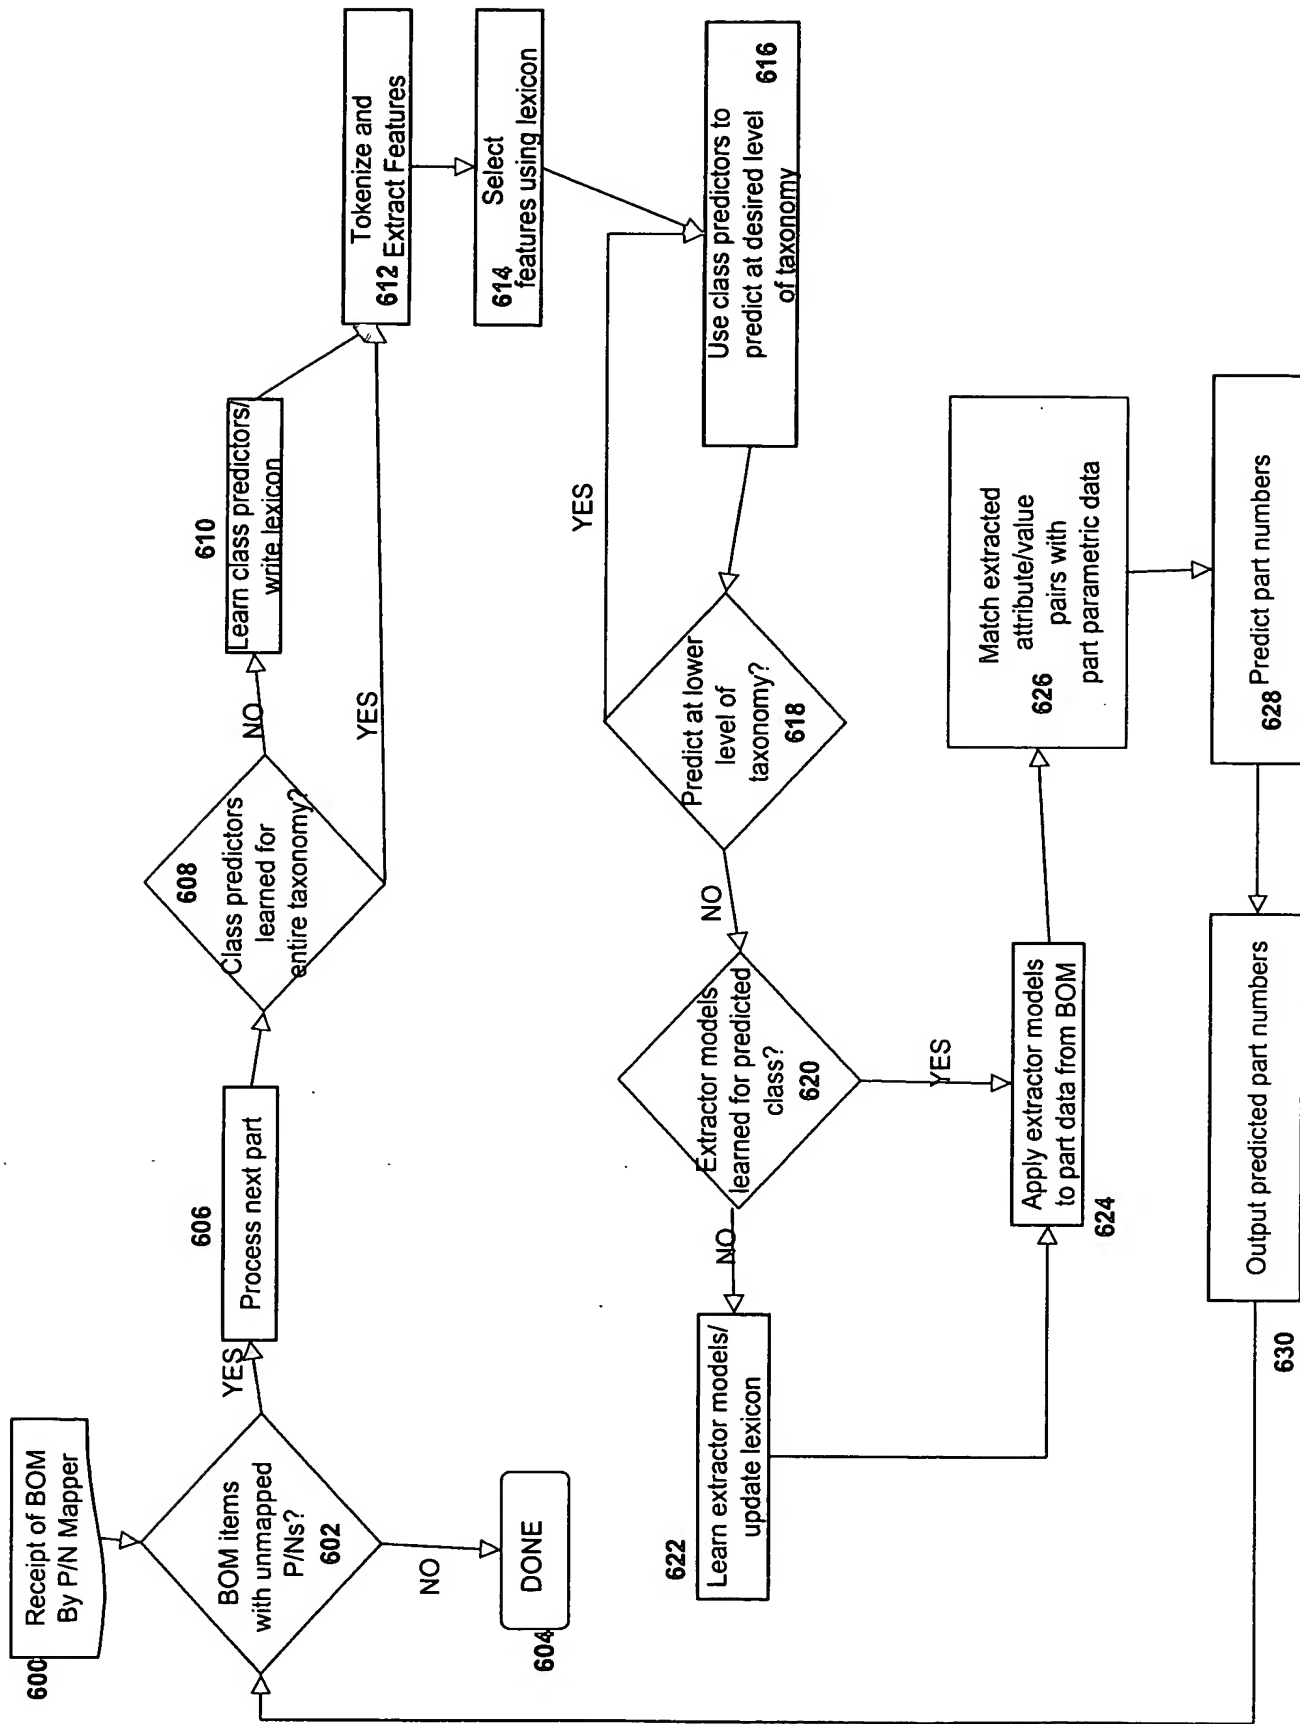 600
Receipt of BOM
By P/N Mapper
BOM items
with unmapped
P/Ns?
602
YES
NO
DONE
604
606
Process next part
608
Class predictors
learned for
entire taxonomy?
NO
YES
610
Learn class predictors/
write lexicon
Tokenize and
612 Extract Features
Select
614
features using lexicon
Use class predictors to
predict at desired level
of taxonomy
616
YES
Predict at lower
level of
taxonomy?
618
NO
Extractor models
learned for predicted
class?
620
NO
YES
622
Learn extractor models/
update lexicon
Apply extractor models
to part data from BOM
624
Match extracted
attribute/value
pairs with
626
part parametric data
Predict part numbers
628
Output predicted part numbers
630